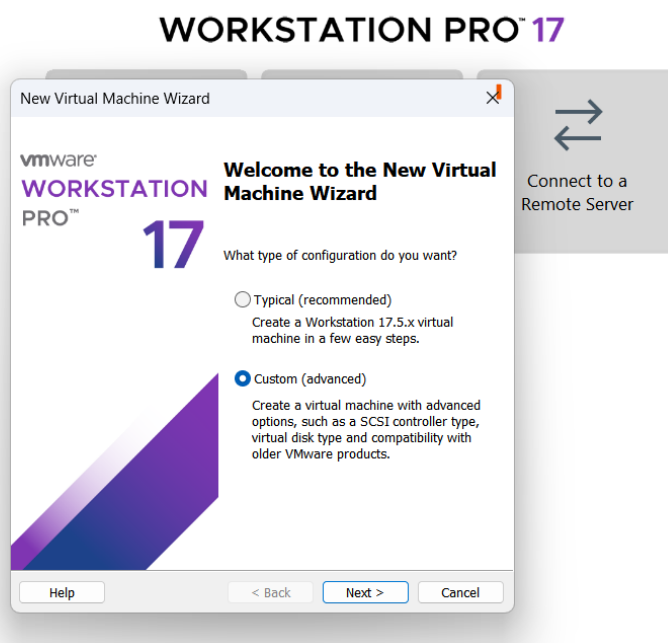 WORKSTATION PRO™ 17
New Virtual Machine Wizard
vmware®
WORKSTATION
PRO™
17
Welcome to the New Virtual
Machine Wizard
What type of configuration do you want?
Typical (recommended)
Create a Workstation 17.5.x virtual
machine in a few easy steps.
Custom (advanced)
Create a virtual machine with advanced
options, such as a SCSI controller type,
virtual disk type and compatibility with
older VMware products.
Help
< Back
Next >
Cancel
Connect to a
Remote Server